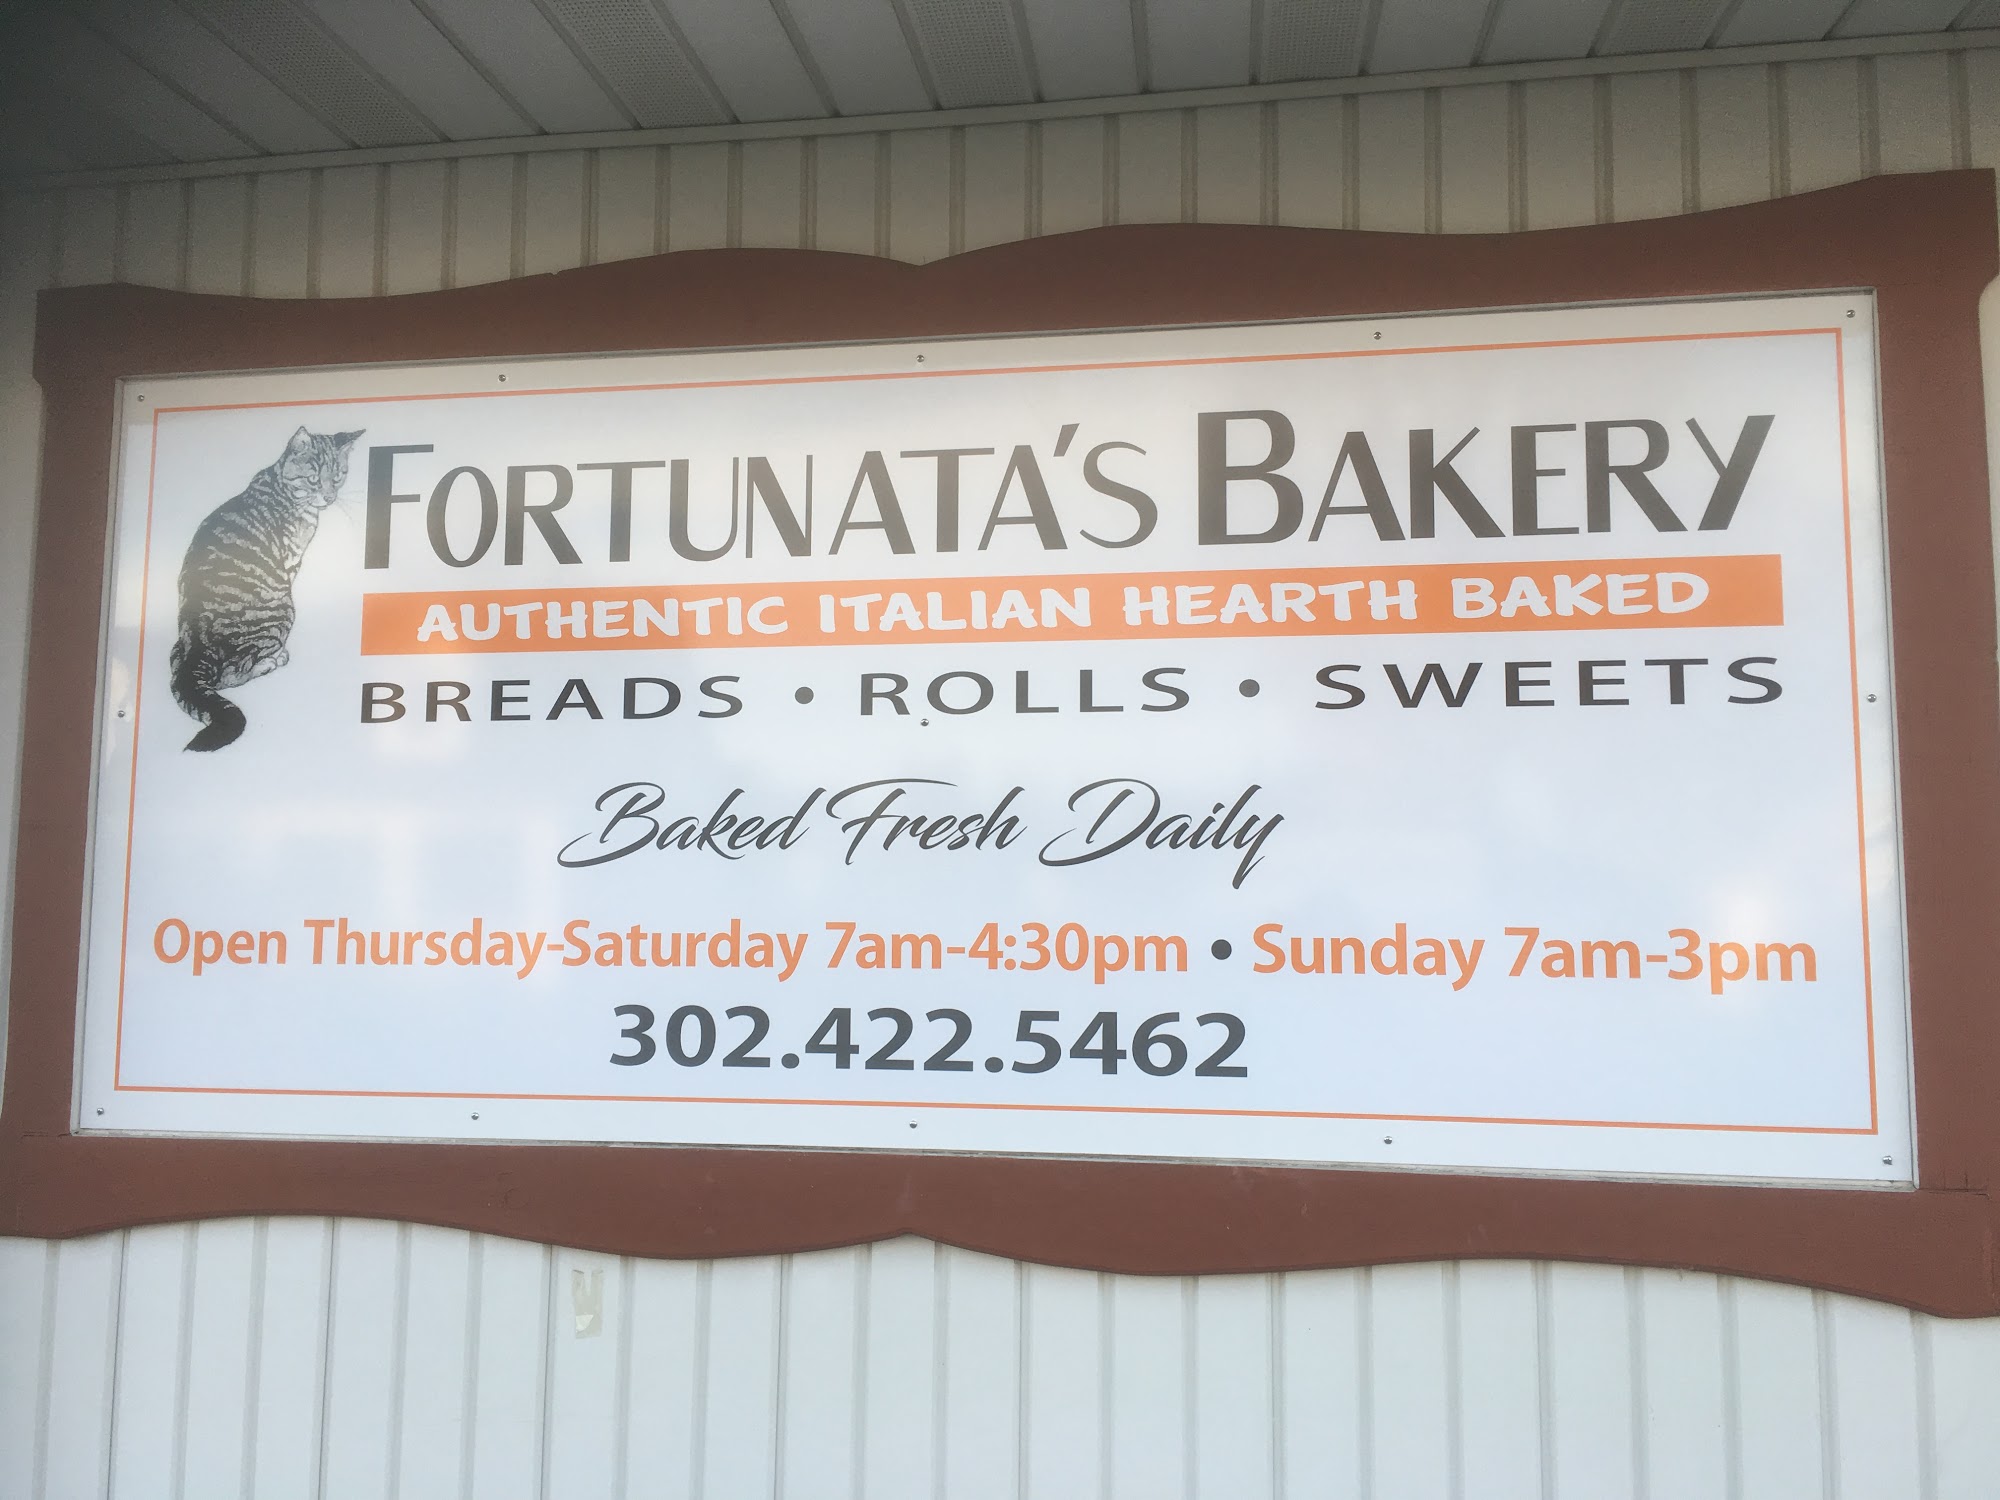 FORTUNATA'S BAKERY
AUTHENTIC ITALIAN HEARTH BAKED
BREADS • ROLLS • SWEETS
Baked Fresh Daily
Open Thursday-Saturday 7am-4:30pm • Sunday 7am-3pm
302.422.5462